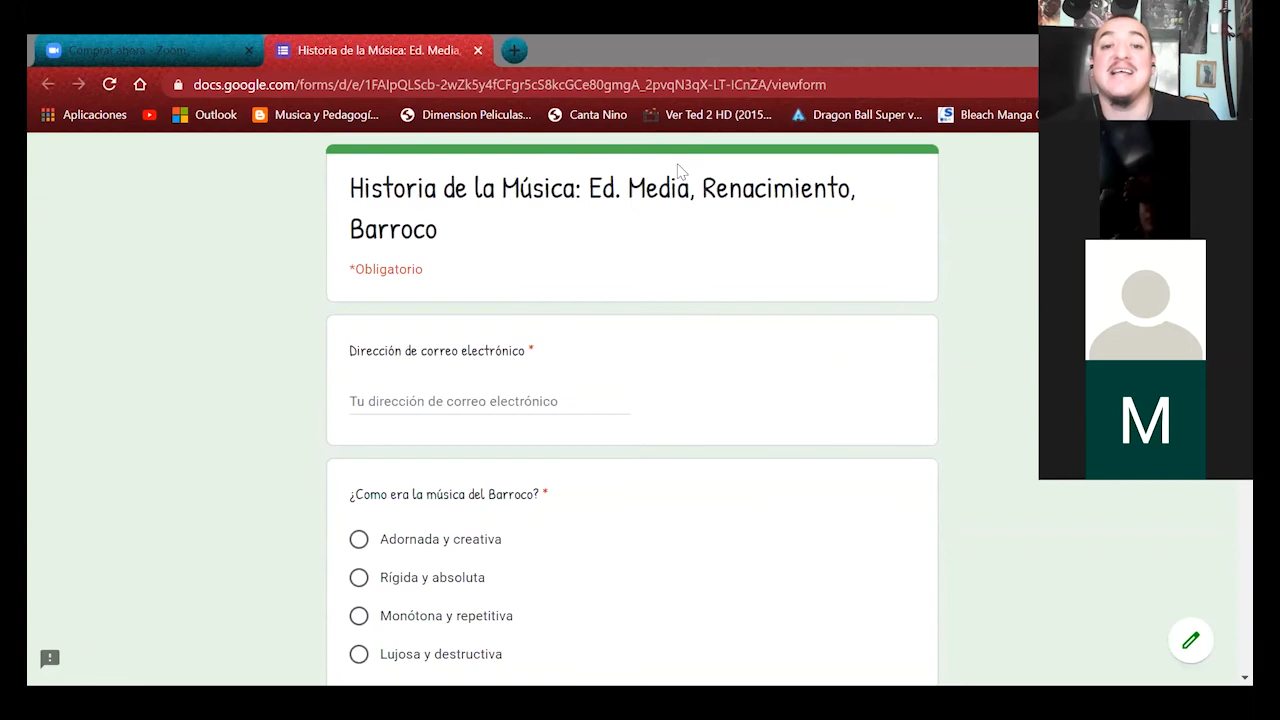 Comprar ahora - Zoom
Historia de la Música: Ed. Media,
docs.google.com/forms/d/e/1FAIpQLScb-2wZk5y4fCFgr5cS8kcGCe80gmgA_2pvqN3qX-LT-ICnZA/viewform
Aplicaciones
Outlook
Musica y Pedagogí...
Dimension Peliculas...
Canta Nino
Ver Ted 2 HD (2015...
Dragon Ball Super v...
Bleach Manga
Historia de la Música: Ed. Media, Renacimiento,
Barroco
*Obligatorio
Dirección de correo electrónico *
Tu dirección de correo electrónico
¿Como era la música del Barroco? *
Adornada y creativa
Rígida y absoluta
Monótona y repetitiva
Lujosa y destructiva
M